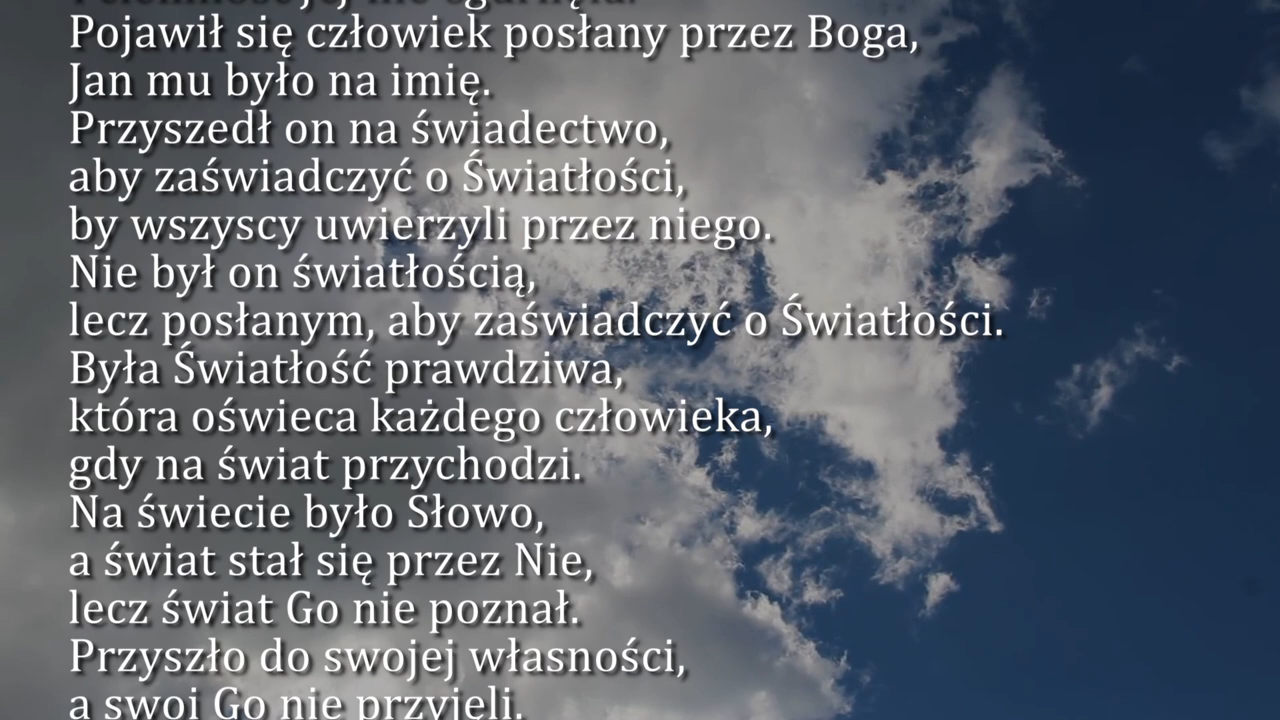 Pojawił się człowiek posłany przez Boga,
Jan mu było na imię.
Przyszedł on na świadectwo,
aby zaświadczyć o Światłości,
by wszyscy uwierzyli przez niego.
Nie był on światłością,
lecz posłanym, aby zaświadczyć o Światłości.
Była Światłość prawdziwa,
która oświeca każdego człowieka,
gdy na świat przychodzi.
Na świecie było Słowo,
a świat stał się przez Nie,
lecz świat Go nie poznał.
Przyszło do swojej własności,
a swoi Go nie przyjęli.